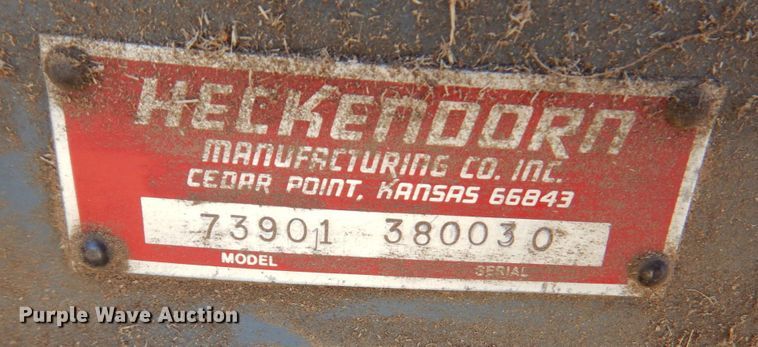 HECKENDORN
MANUFACTURING CO. INC.
CEDAR POINT, KANSAS 66843
73901 380030
MODEL SERIAL
Purple Wave Auction